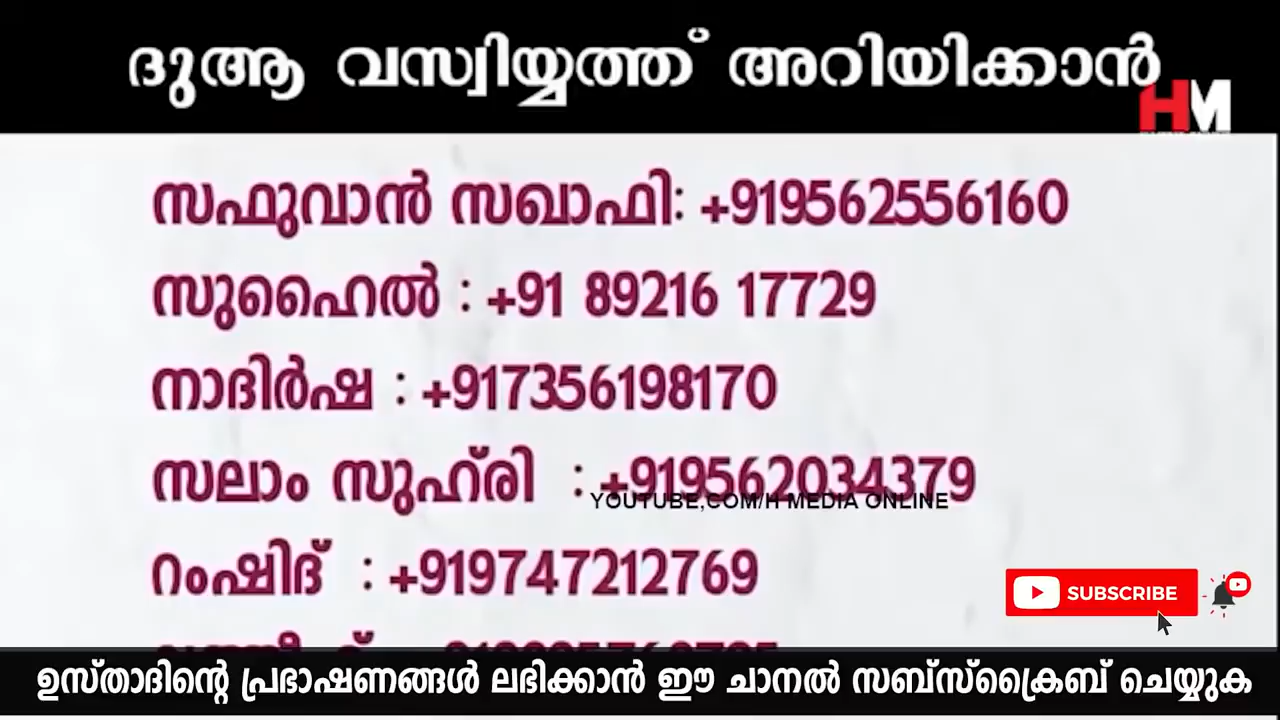 ദുആ വസ്വിയ്യത്ത് അറിയിക്കാൻ
HM
സഫുവാൻ സഖാഫി: +919562556160
സുഹൈൽ : +91 89216 17729
നാദിർഷ : +917356198170
സലാം സുഹ്‌രി : +919562034379
YOUTUBE,COM/H MEDIA ONLINE
റംഷിദ് : +919747212769
SUBSCRIBE
ഉസ്താദിന്റെ പ്രഭാഷണങ്ങൾ ലഭിക്കാൻ ഈ ചാനൽ സബ്സ്ക്രൈബ് ചെയ്യുക